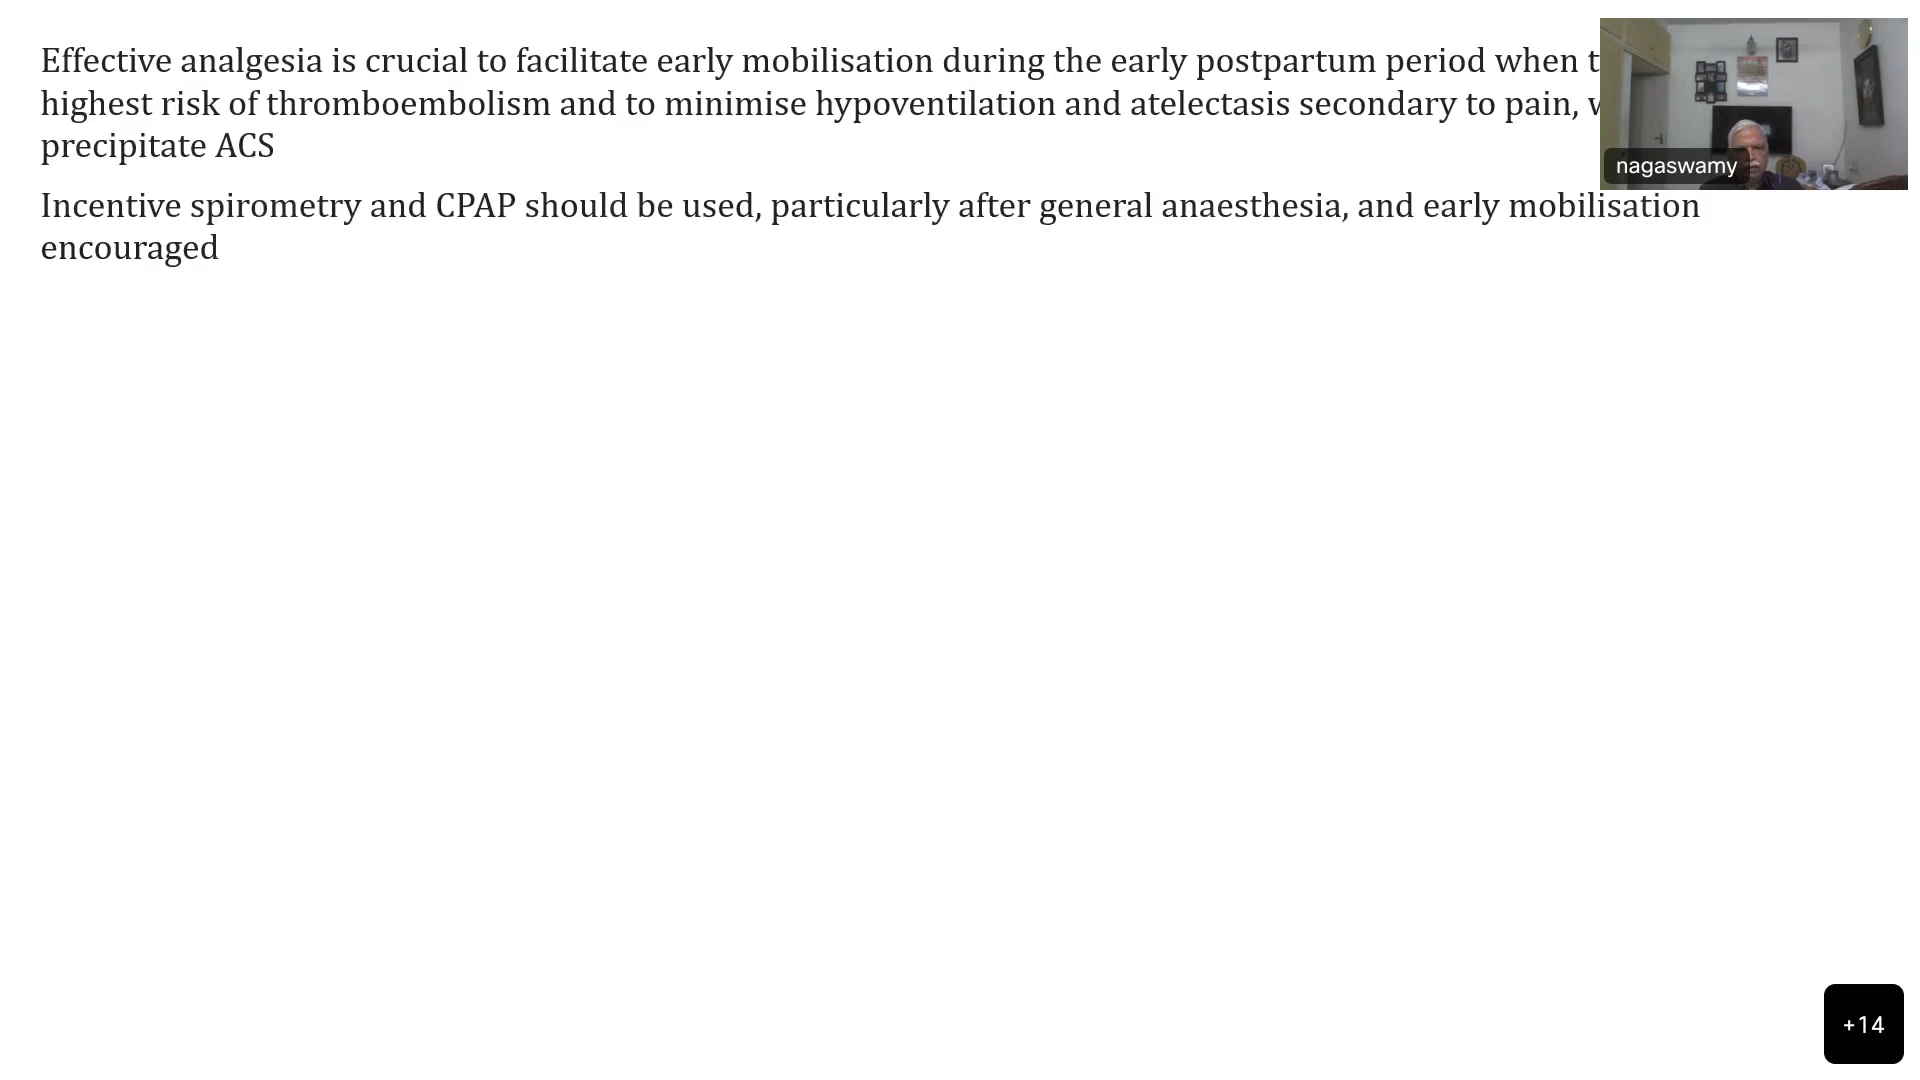 Effective analgesia is crucial to facilitate early mobilisation during the early postpartum period when
highest risk of thromboembolism and to minimise hypoventilation and atelectasis secondary to pain,
precipitate ACS
Incentive spirometry and CPAP should be used, particularly after general anaesthesia, and early mobilisation
encouraged
nagaswamy
+14